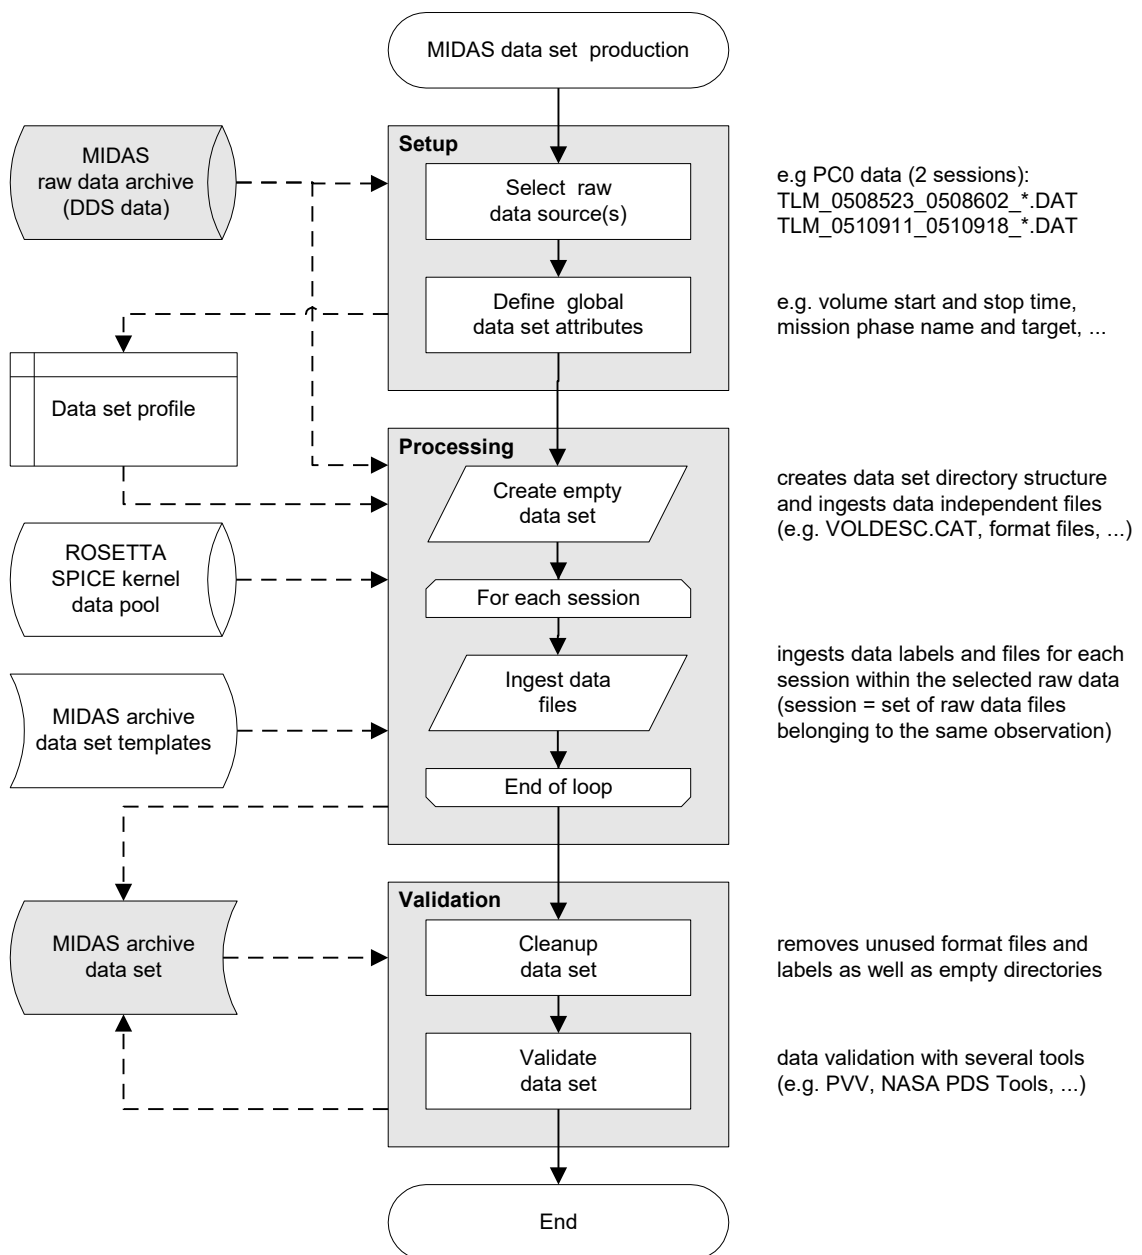 MIDAS data set production
MIDAS
raw data archive
(DDS data)
Setup
Select raw
data source(s)
e.g PC0 data (2 sessions):
TLM_0508523_0508602_*.DAT
TLM_0510911_0510918_*.DAT
Define global
data set attributes
e.g. volume start and stop time,
mission phase name and target, ...
Data set profile
Processing
Create empty
data set
creates data set directory structure
and ingests data independent files
(e.g. VOLDESC.CAT, format files, ...)
ROSETTA
SPICE kernel
data pool
For each session
MIDAS archive
data set templates
Ingest data
files
ingests data labels and files for each
session within the selected raw data
(session = set of raw data files
belonging to the same observation)
End of loop
Validation
MIDAS archive
data set
Cleanup
data set
removes unused format files and
labels as well as empty directories
Validate
data set
data validation with several tools
(e.g. PVV, NASA PDS Tools, ...)
End